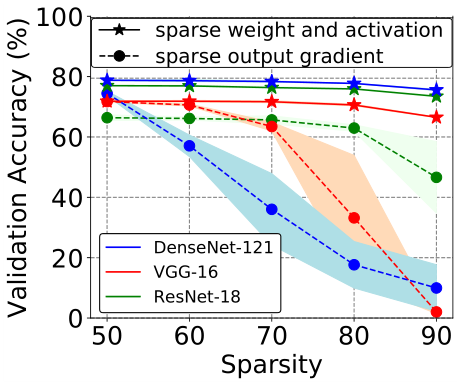 100
80
60
40
20
0
Validation Accuracy (%)
sparse weight and activation
sparse output gradient
DenseNet-121
VGG-16
ResNet-18
50 60 70 80 90
Sparsity